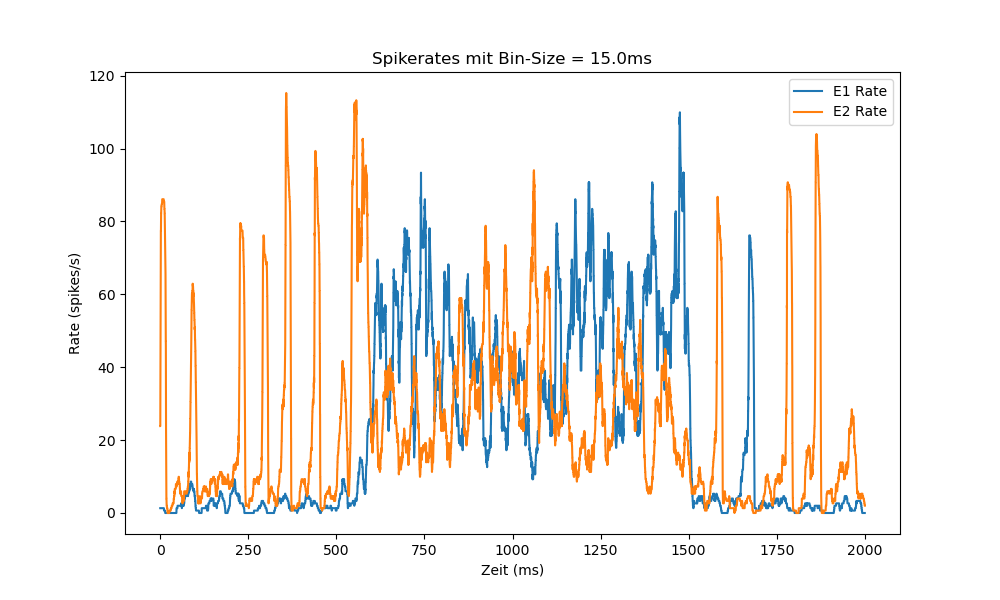 Spikerates mit Bin-Size = 15.0ms
E1 Rate
E2 Rate
Rate (spikes/s)
120
100
80
60
40
20
0
0 250 500 750 1000 1250 1500 1750 2000
Zeit (ms)